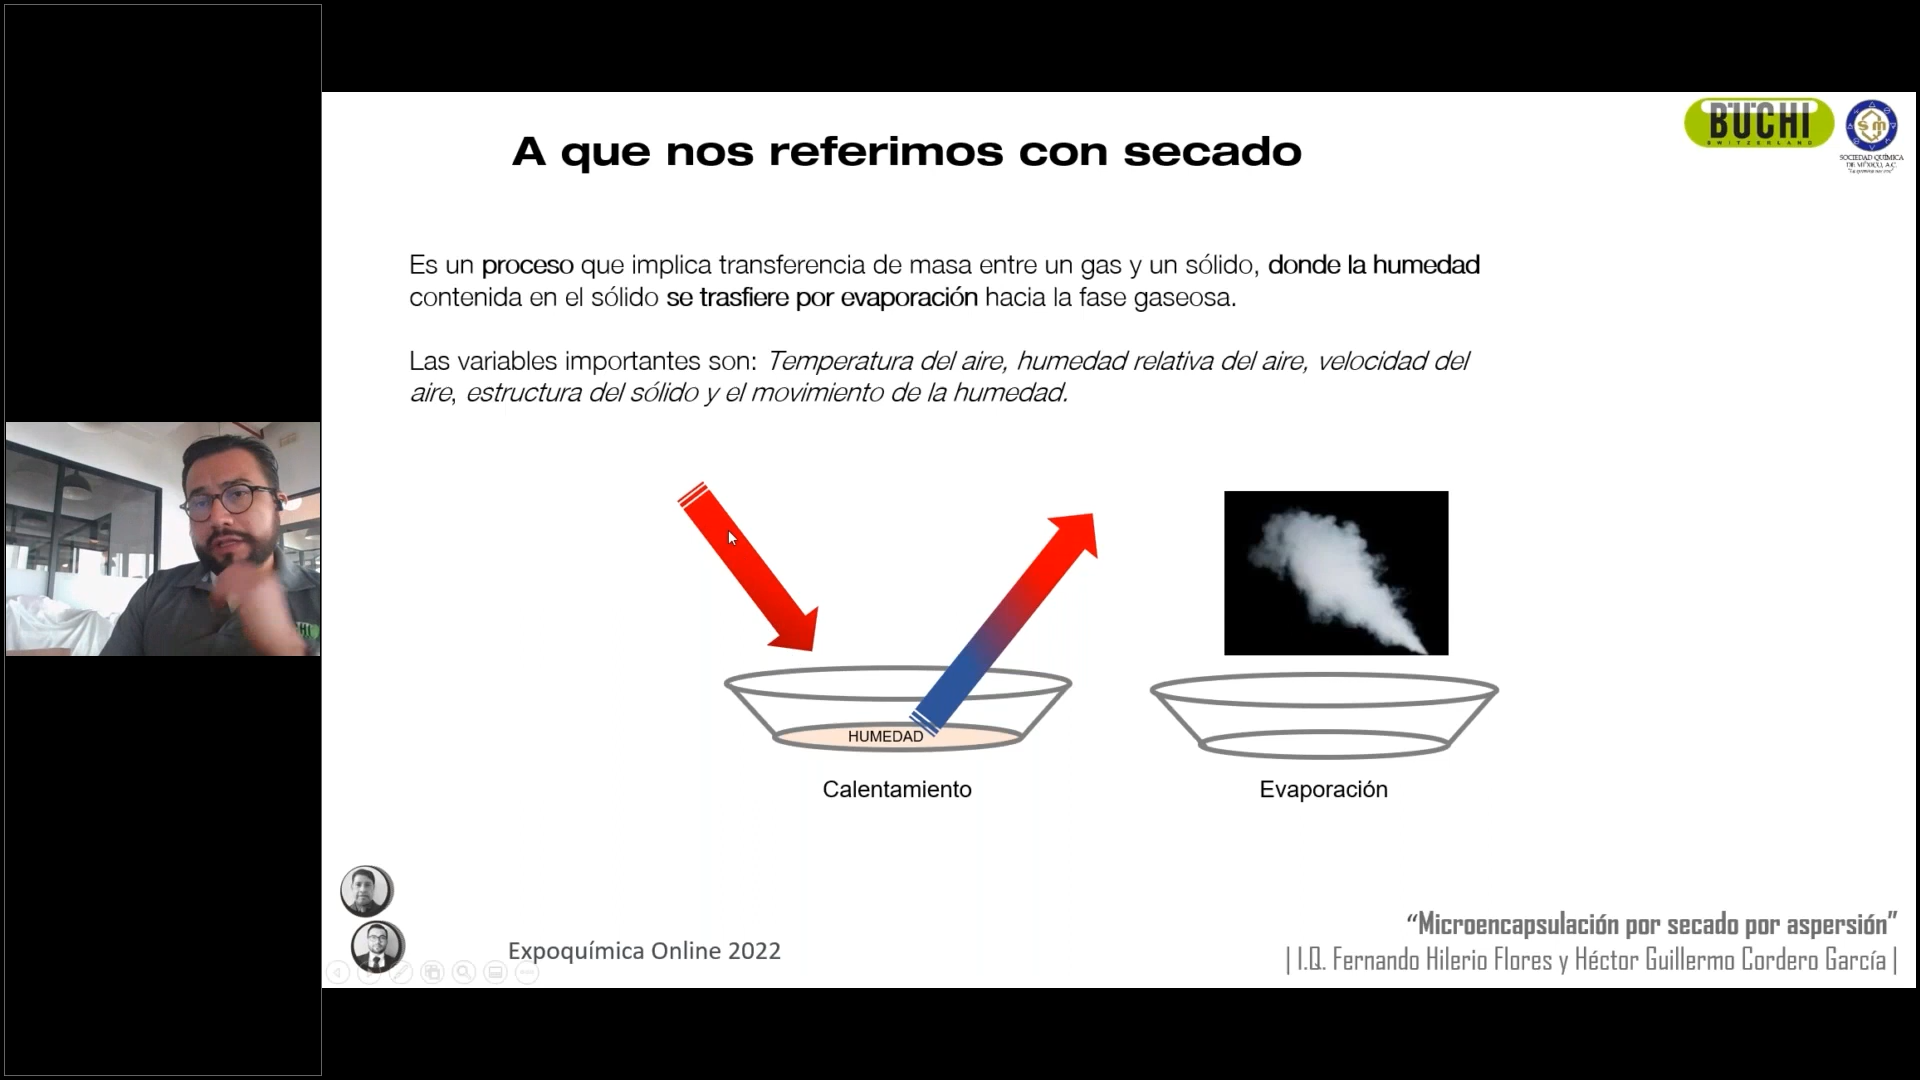 BUCHI
SWITZERLAND
SOCIEDAD QUÍMICA
DE MÉXICO, A.C.
A que nos referimos con secado
Es un proceso que implica transferencia de masa entre un gas y un sólido, donde la humedad
contenida en el sólido se trasfiere por evaporación hacia la fase gaseosa.
Las variables importantes son: Temperatura del aire, humedad relativa del aire, velocidad del
aire, estructura del sólido y el movimiento de la humedad.
HUMEDAD
Calentamiento
Evaporación
Expoquímica Online 2022
“Microencapsulación por secado por aspersión”
| I.Q. Fernando Hilerio Flores y Héctor Guillermo Cordero García |